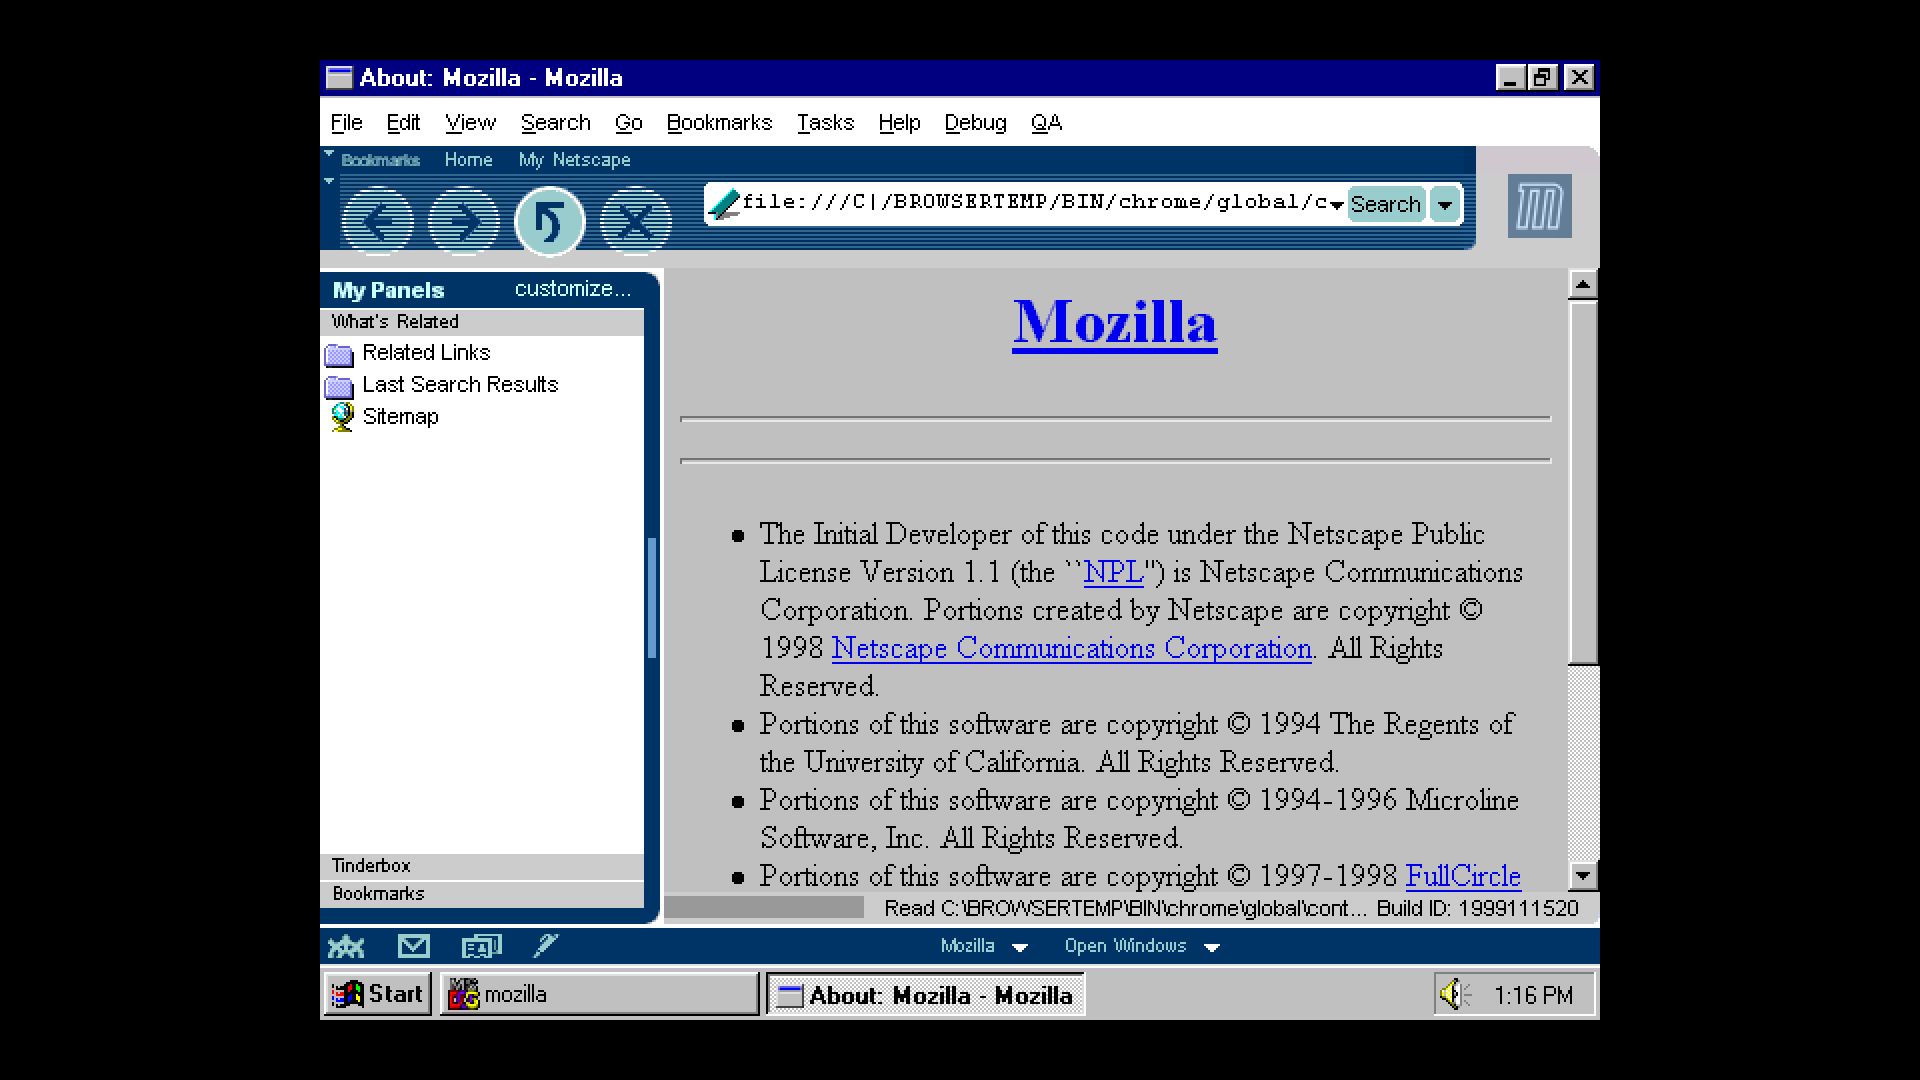 About: Mozilla - Mozilla
File Edit View Search Go Bookmarks Tasks Help Debug QA
Bookmarks Home My Netscape
file:///C|/BROWSERTEMP/BIN/chrome/global/c Search
My Panels customize...
What's Related
Related Links
Last Search Results
Sitemap
Tinderbox
Bookmarks
Mozilla
The Initial Developer of this code under the Netscape Public
License Version 1.1 (the ``NPL") is Netscape Communications
Corporation. Portions created by Netscape are copyright ©
1998 Netscape Communications Corporation. All Rights
Reserved.
Portions of this software are copyright © 1994 The Regents of
the University of California. All Rights Reserved.
Portions of this software are copyright © 1994-1996 Microline
Software, Inc. All Rights Reserved.
Portions of this software are copyright © 1997-1998 FullCircle
Read C:\BROWSERTEMP\BIN\chrome\global\cont... Build ID: 1999111520
Mozilla Open Windows
Start mozilla About: Mozilla - Mozilla 1:16 PM